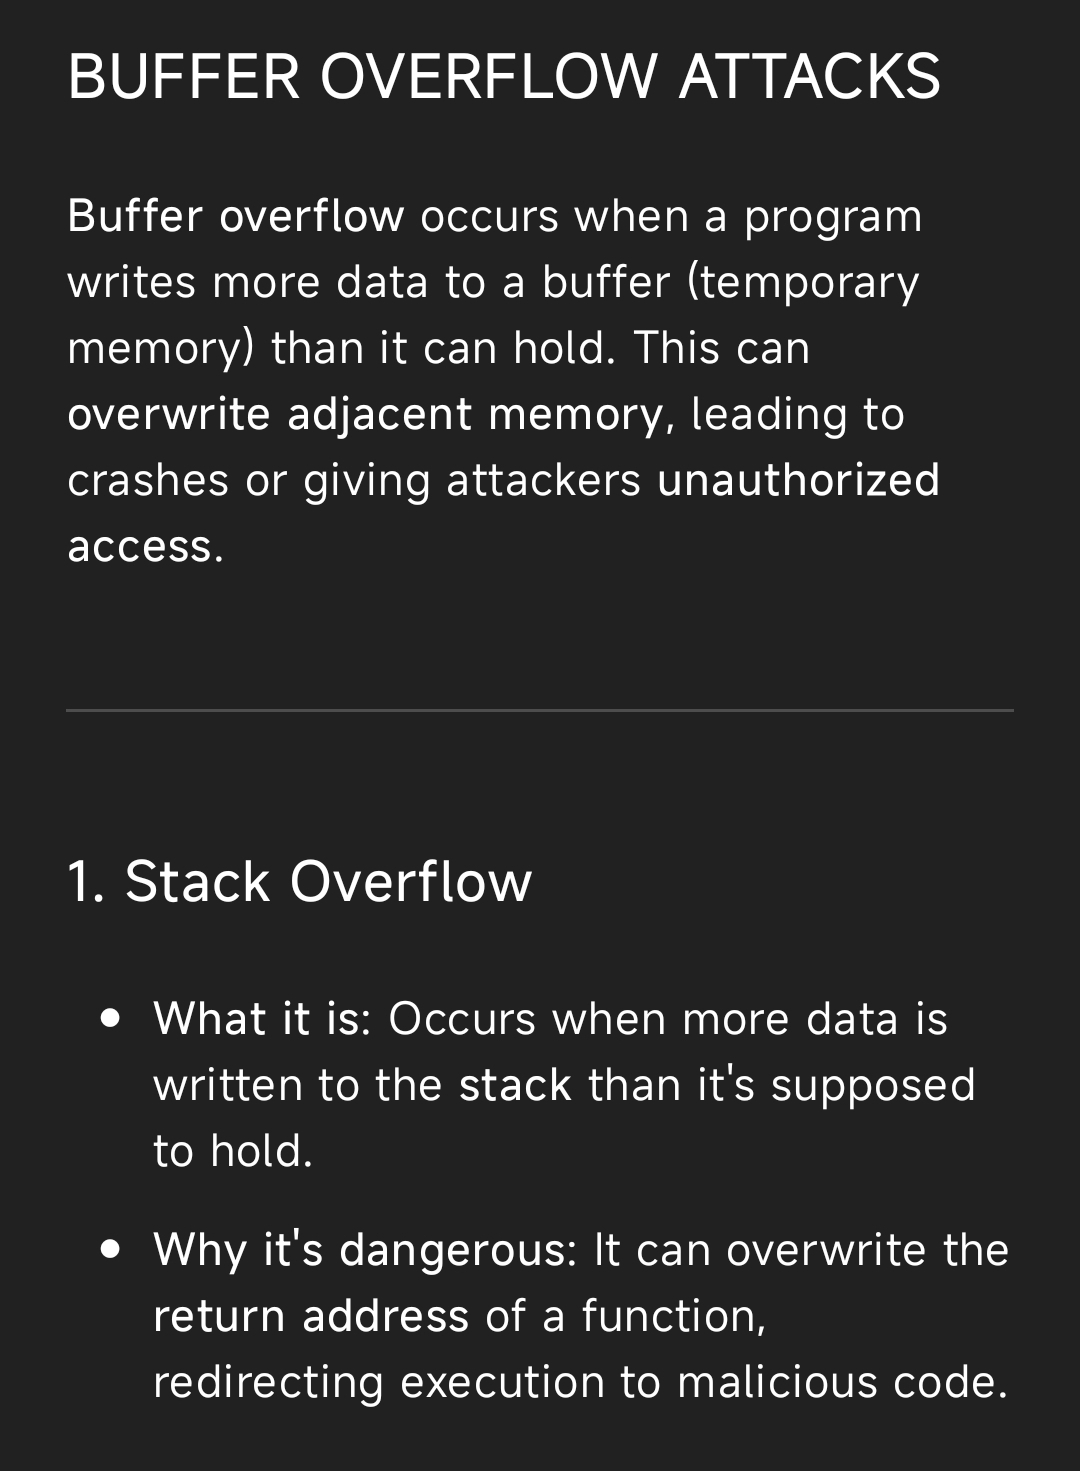 BUFFER OVERFLOW ATTACKS
Buffer overflow occurs when a program
writes more data to a buffer (temporary
memory) than it can hold. This can
overwrite adjacent memory, leading to
crashes or giving attackers unauthorized
access.
1. Stack Overflow
• What it is: Occurs when more data is
written to the stack than it's supposed
to hold.
• Why it's dangerous: It can overwrite the
return address of a function,
redirecting execution to malicious code.